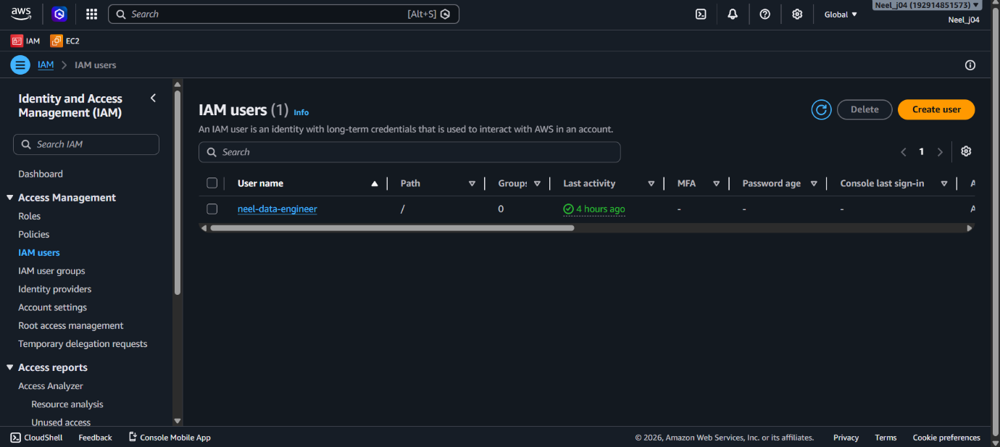 aws
Search [Alt+S]
Global
Neel_j04 (192914851573)
Neel_j04
IAM
EC2
IAM
IAM users
Identity and Access
Management (IAM)
Search IAM
Dashboard
Access Management
Roles
Policies
IAM users
IAM user groups
Identity providers
Account settings
Root access management
Temporary delegation requests
Access reports
Access Analyzer
Resource analysis
Unused access
IAM users (1) Info
Delete
Create user
An IAM user is an identity with long-term credentials that is used to interact with AWS in an account.
Search
1
User name Path Groups Last activity MFA Password age Console last sign-in A
neel-data-engineer / 0 4 hours ago - - - A
CloudShell Feedback Console Mobile App © 2026, Amazon Web Services, Inc. or its affiliates. Privacy Terms Cookie preferences